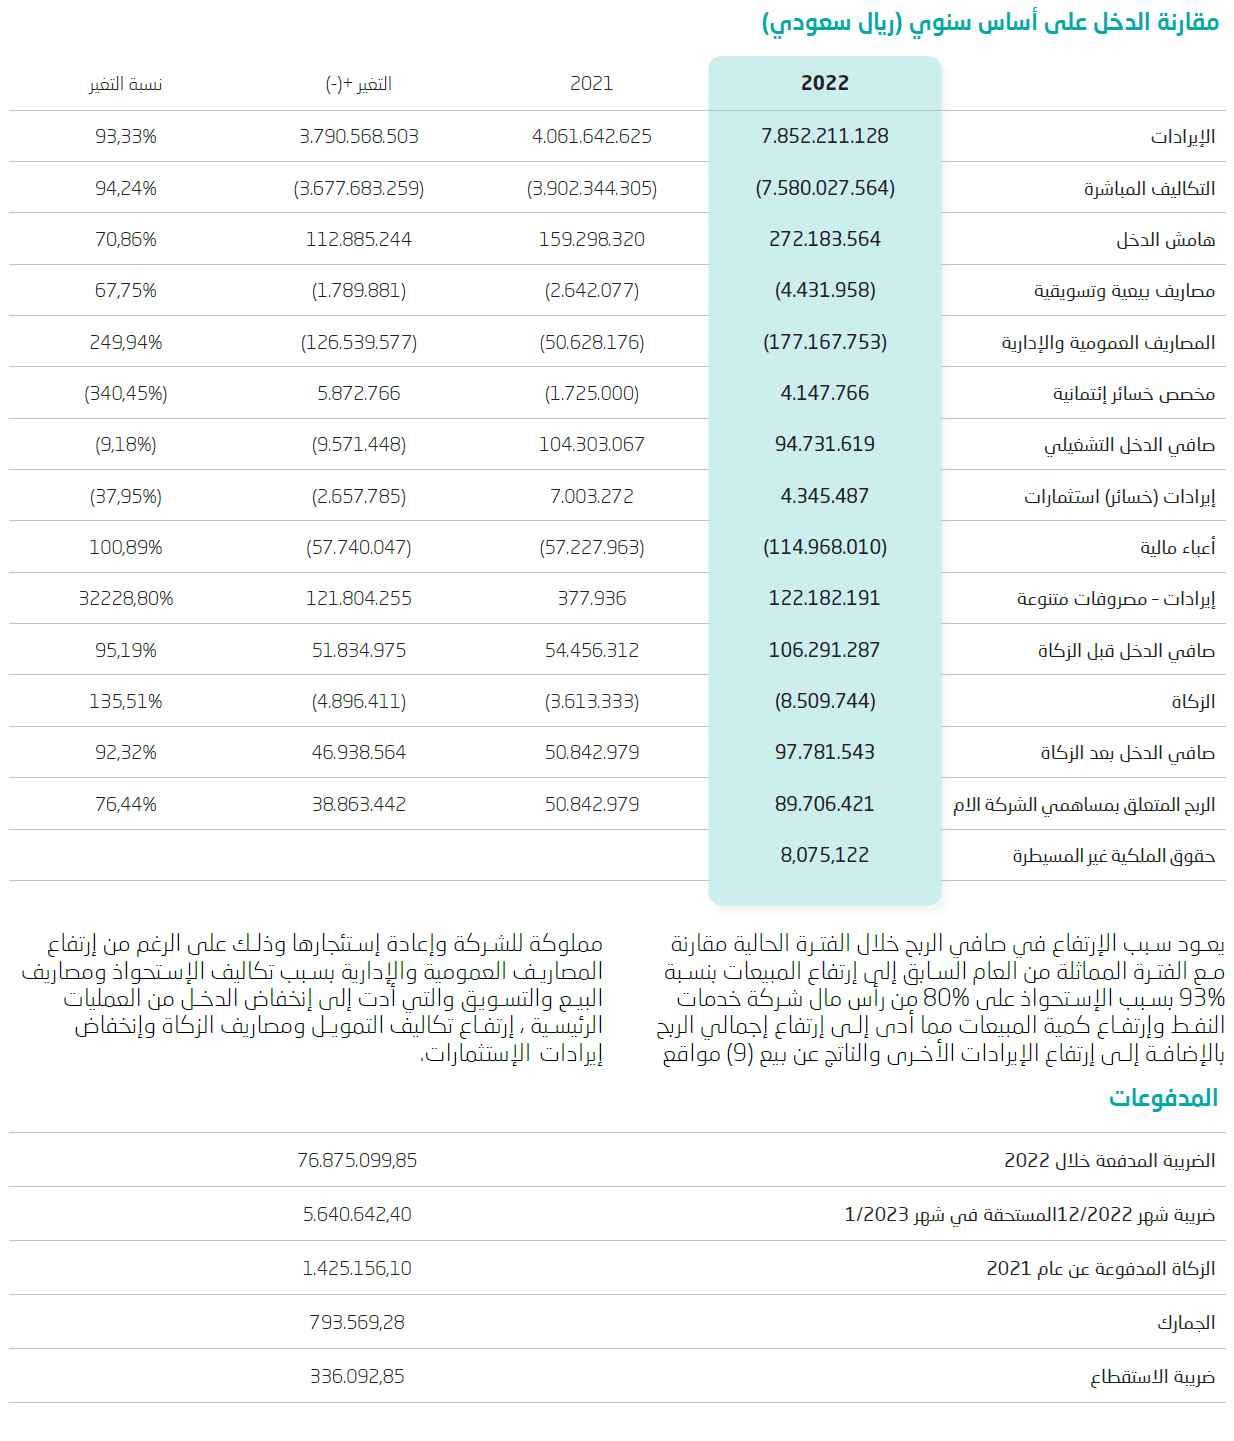 مقارنة الدخل على أساس سنوي (ريال سعودي)
2022 2021 التغير +(-) نسبة التغير
الإيرادات 7.852.211.128 4.061.642.625 3.790.568.503 93,33%
التكاليف المباشرة (7.580.027.564) (3.902.344.305) (3.677.683.259) 94,24%
هامش الدخل 272.183.564 159.298.320 112.885.244 70,86%
مصاريف بيعية وتسويقية (4.431.958) (2.642.077) (1.789.881) 67,75%
المصاريف العمومية والإدارية (177.167.753) (50.628.176) (126.539.577) 249,94%
مخصص خسائر إئتمانية 4.147.766 (1.725.000) 5.872.766 (340,45%)
صافي الدخل التشغيلي 94.731.619 104.303.067 (9.571.448) (9,18%)
إيرادات (خسائر) استثمارات 4.345.487 7.003.272 (2.657.785) (37,95%)
أعباء مالية (114.968.010) (57.227.963) (57.740.047) 100,89%
إيرادات - مصروفات متنوعة 122.182.191 377.936 121.804.255 32228,80%
صافي الدخل قبل الزكاة 106.291.287 54.456.312 51.834.975 95,19%
الزكاة (8.509.744) (3.613.333) (4.896.411) 135,51%
صافي الدخل بعد الزكاة 97.781.543 50.842.979 46.938.564 92,32%
الربح المتعلق بمساهمي الشركة الام 89.706.421 50.842.979 38.863.442 76,44%
حقوق الملكية غير المسيطرة 8,075,122
يعود سبب الإرتفاع في صافي الربح خلال الفترة الحالية مقارنة
مع الفترة المماثلة من العام السابق إلى إرتفاع المبيعات بنسبة
93% بسبب الإستحواذ على 80% من رأس مال شركة خدمات
النفط وإرتفاع كمية المبيعات مما أدى إلى إرتفاع إجمالي الربح
بالإضافة إلى إرتفاع الإيرادات الأخرى والناتج عن بيع (9) مواقع
مملوكة للشركة وإعادة إستئجارها وذلك على الرغم من إرتفاع
المصاريف العمومية والإدارية بسبب تكاليف الإستحواذ ومصاريف
البيع والتسويق والتي أدت إلى إنخفاض الدخل من العمليات
الرئيسية ، إرتفاع تكاليف التمويل ومصاريف الزكاة وإنخفاض
إيرادات الإستثمارات.
المدفوعات
الضريبة المدفعة خلال 2022 76.875.099,85
ضريبة شهر 12/2022المستحقة في شهر 1/2023 5.640.642,40
الزكاة المدفوعة عن عام 2021 1.425.156,10
الجمارك 793.569,28
ضريبة الاستقطاع 336.092,85